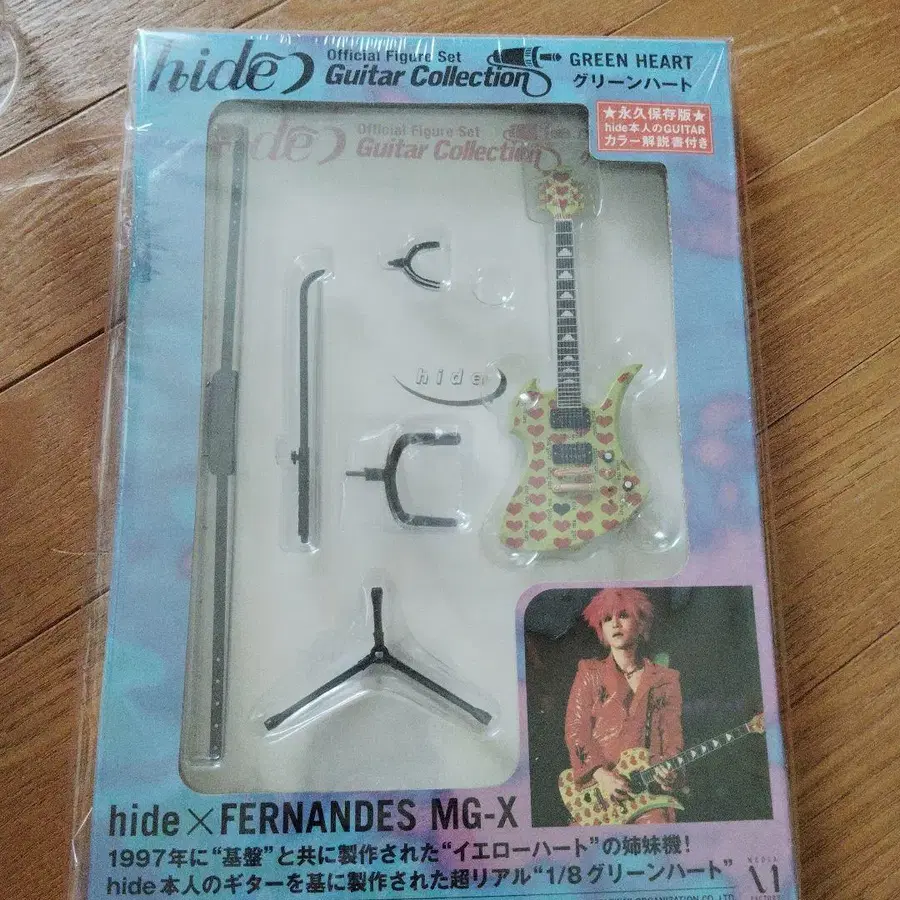 hide
Official Figure Set
Guitar Collection
GREEN HEART
グリーンハート
★永久保存版★
hide本人のGUITAR
カラー解説書付き
hide
Official Figure Set
Guitar Collection
hide
hide×FERNANDES MG-X
1997年に“基盤”と共に製作された“イエローハート”の姉妹機!
hide本人のギターを基に製作された超リアル“1/8グリーンハート”
MEDIA
FACTORY